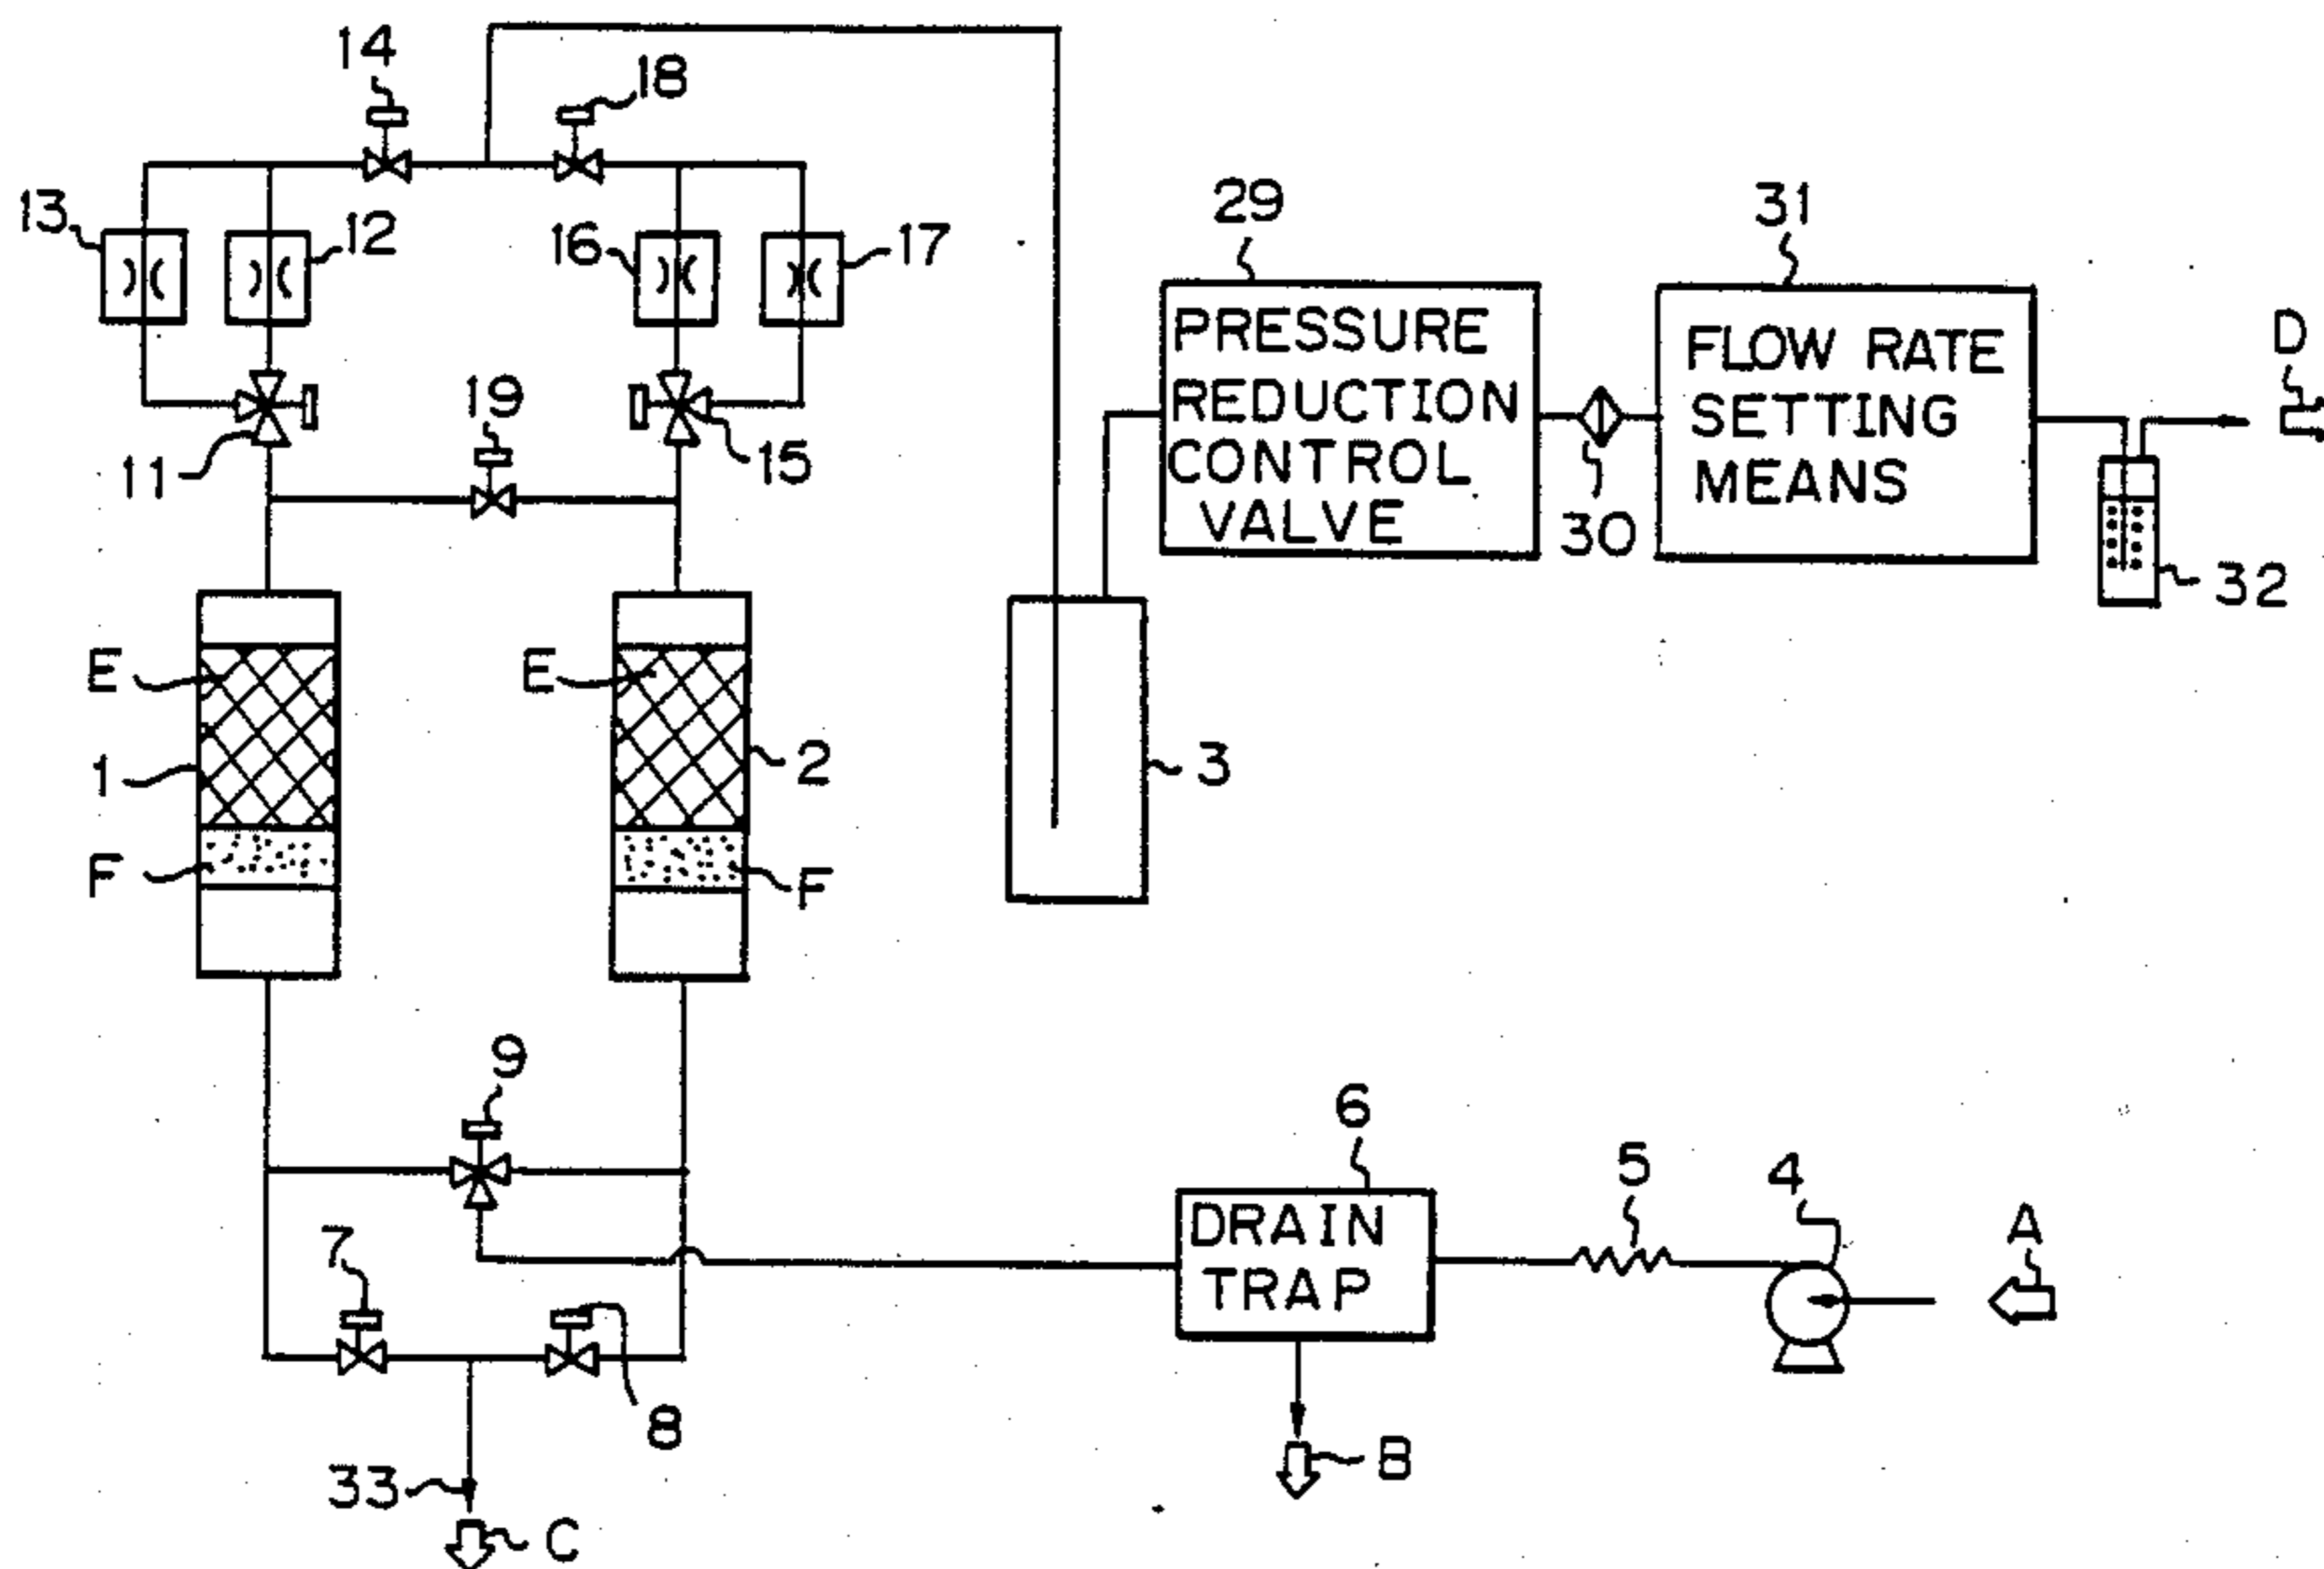 14
18
13
12
16
17
29
31
PRESSURE
REDUCTION
CONTROL
VALVE
FLOW RATE
SETTING
MEANS
D
11
19
15
30
32
E
E
1
2
3
F
F
9
6
5
4
A
DRAIN
TRAP
7
8
8
33
C